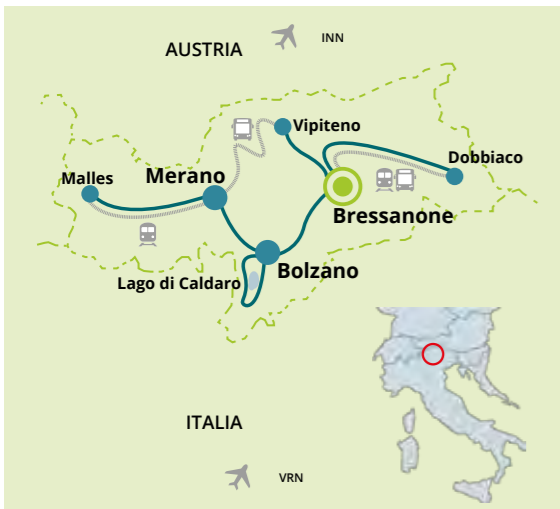 AUSTRIA
INN
Vipiteno
Dobbiaco
Malles
Merano
Bressanone
Bolzano
Lago di Caldaro
ITALIA
VRN